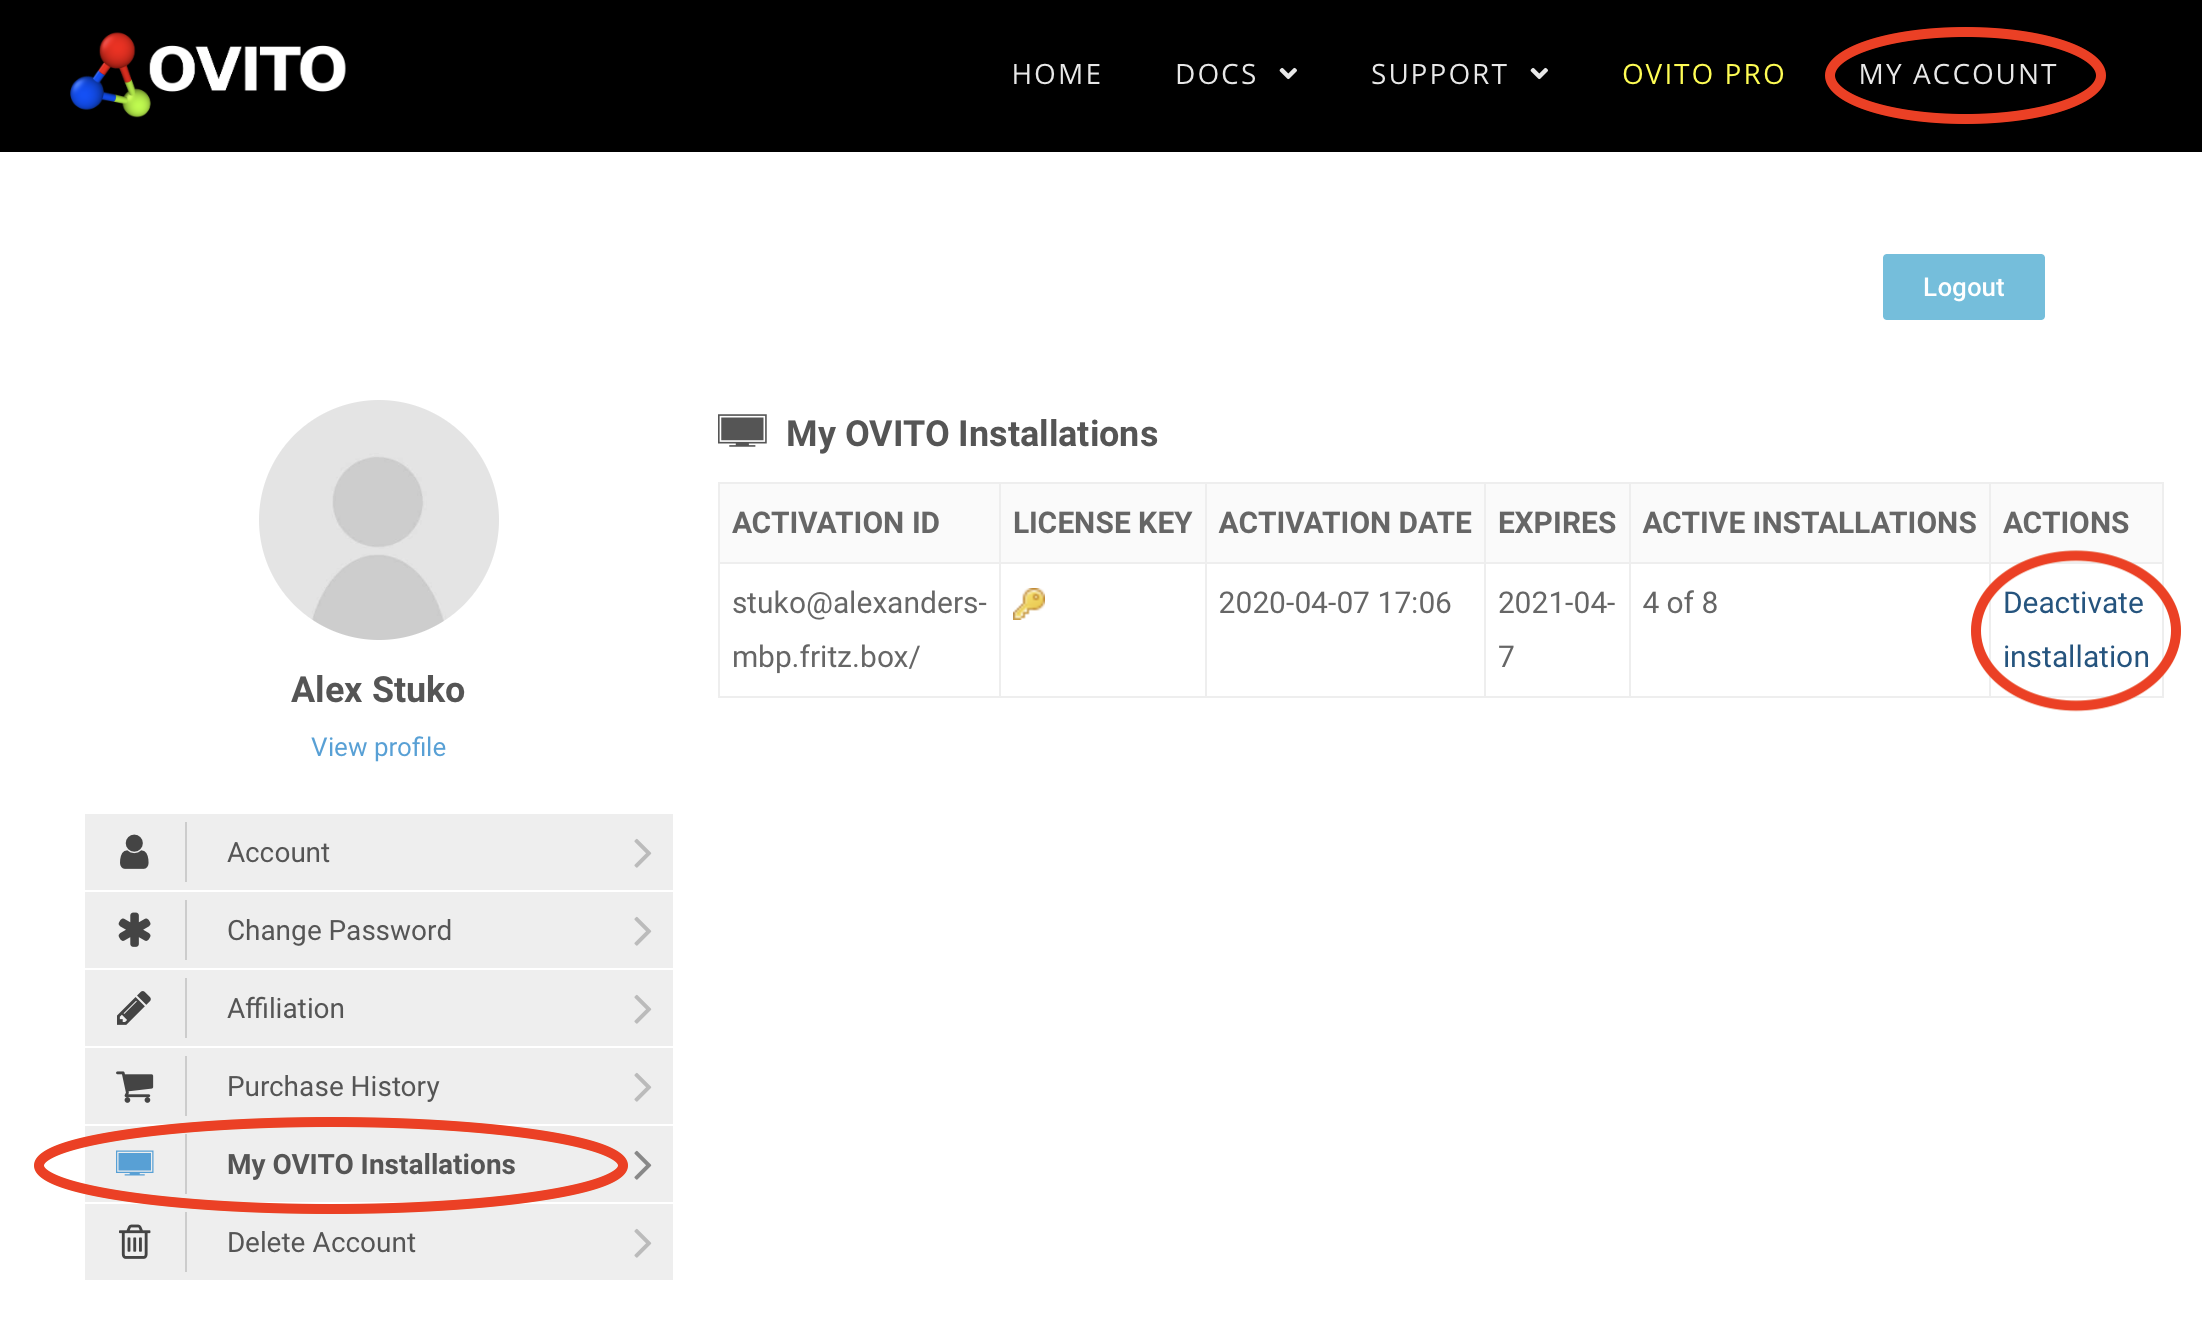 OVITO
HOME DOCS SUPPORT OVITO PRO MY ACCOUNT
Logout
My OVITO Installations
ACTIVATION ID LICENSE KEY ACTIVATION DATE EXPIRES ACTIVE INSTALLATIONS ACTIONS
stuko@alexanders- 2020-04-07 17:06 2021-04- 4 of 8 Deactivate
mbp.fritz.box/ 7 installation
Alex Stuko
View profile
Account
Change Password
Affiliation
Purchase History
My OVITO Installations
Delete Account